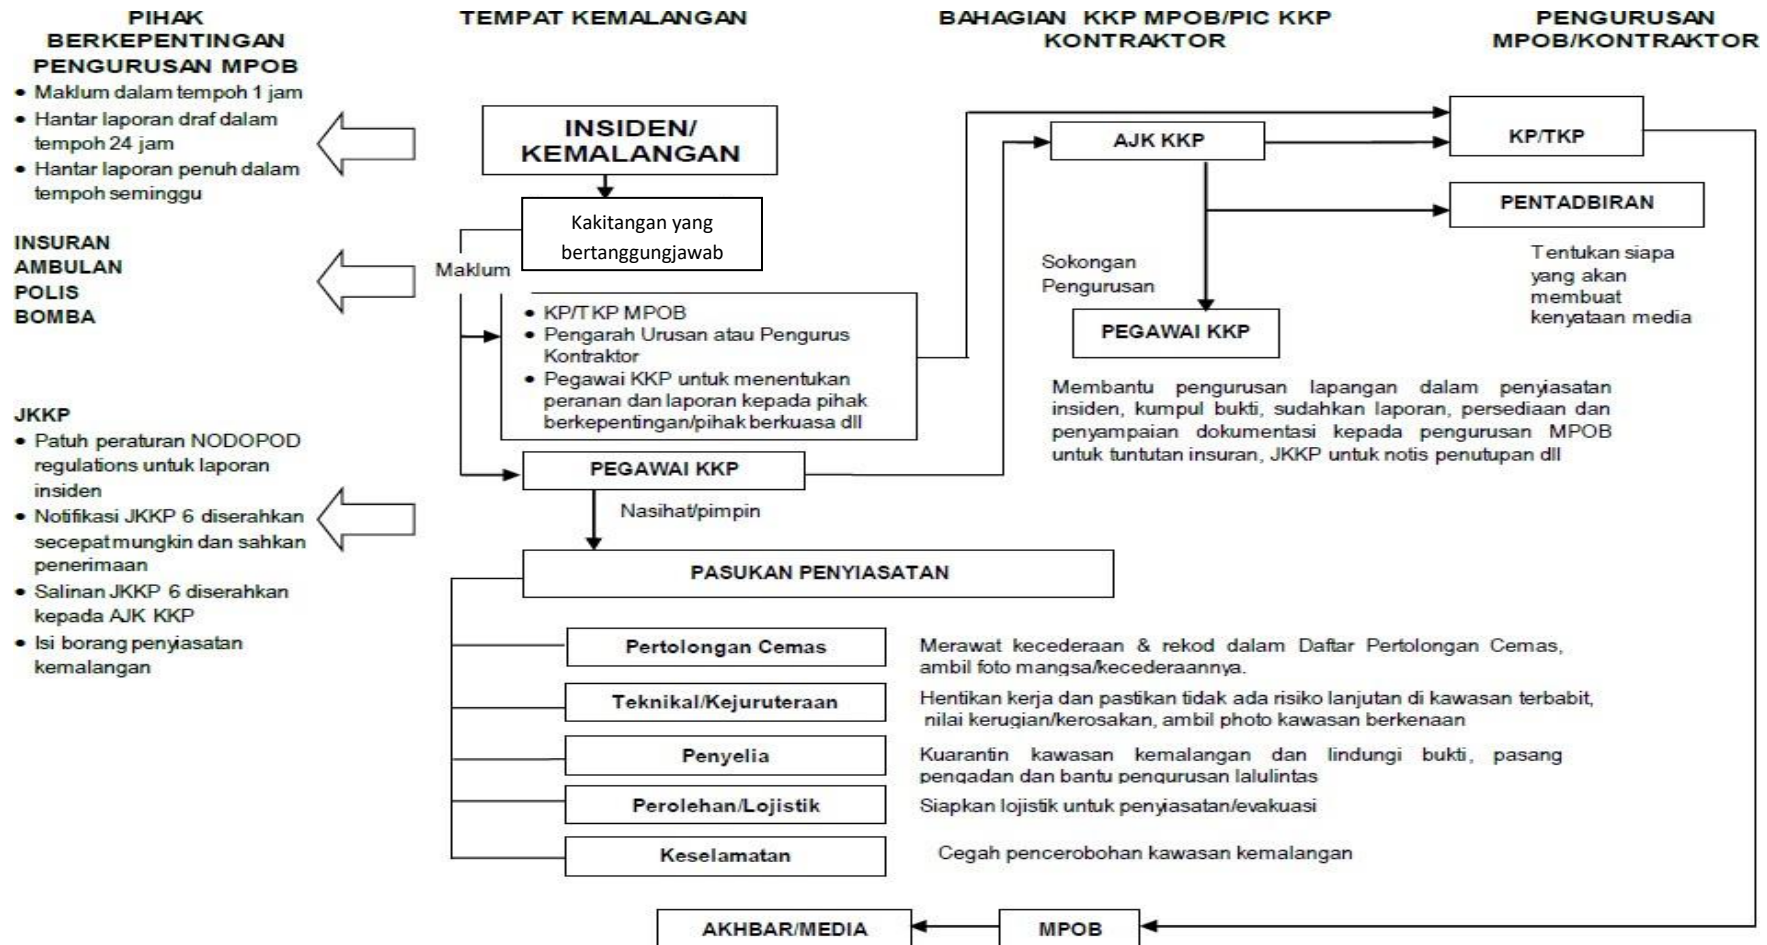 PIHAK
BERKEPENTINGAN
PENGURUSAN MPOB
• Maklum dalam tempoh 1 jam
• Hantar laporan draf dalam
tempoh 24 jam
• Hantar laporan penuh dalam
tempoh seminggu
INSURAN
AMBULAN
POLIS
BOMBA
JKKP
• Patuh peraturan NODOPOD
regulations untuk laporan
insiden
• Notifikasi JKKP 6 diserahkan
secepat mungkin dan sahkan
penerimaan
• Salinan JKKP 6 diserahkan
kepada AJK KKP
• Isi borang penyiasatan
kemalangan
TEMPAT KEMALANGAN
INSIDEN/
KEMALANGAN
Kakitangan yang
bertanggungjawab
Maklum
• KP/TKP MPOB
• Pengarah Urusan atau Pengurus
Kontraktor
• Pegawai KKP untuk menentukan
peranan dan laporan kepada pihak
berkepentingan/pihak berkuasa dll
PEGAWAI KKP
Nasihat/pimpin
PASUKAN PENYIASATAN
Pertolongan Cemas
Merawat kecederaan & rekod dalam Daftar Pertolongan Cemas,
ambil foto mangsa/kecederaannya.
Teknikal/Kejuruteraan
Hentikan kerja dan pastikan tidak ada risiko lanjutan di kawasan terbabit,
nilai kerugian/kerosakan, ambil photo kawasan berkenaan
Penyelia
Kuarantin kawasan kemalangan dan lindungi bukti, pasang
pengadan dan bantu pengurusan lalulintas
Perolehan/Lojistik
Siapkan lojistik untuk penyiasatan/evakuasi
Keselamatan
Cegah pencerobohan kawasan kemalangan
BAHAGIAN KKP MPOB/PIC KKP
KONTRAKTOR
AJK KKP
Sokongan
Pengurusan
PEGAWAI KKP
Membantu pengurusan lapangan dalam penyiasatan
insiden, kumpul bukti, sudahkan laporan, persediaan dan
penyampaian dokumentasi kepada pengurusan MPOB
untuk tuntutan insuran, JKKP untuk notis penutupan dll
PENGURUSAN
MPOB/KONTRAKTOR
KP/TKP
PENTADBIRAN
Tentukan siapa
yang akan
membuat
kenyataan media
AKHBAR/MEDIA
MPOB